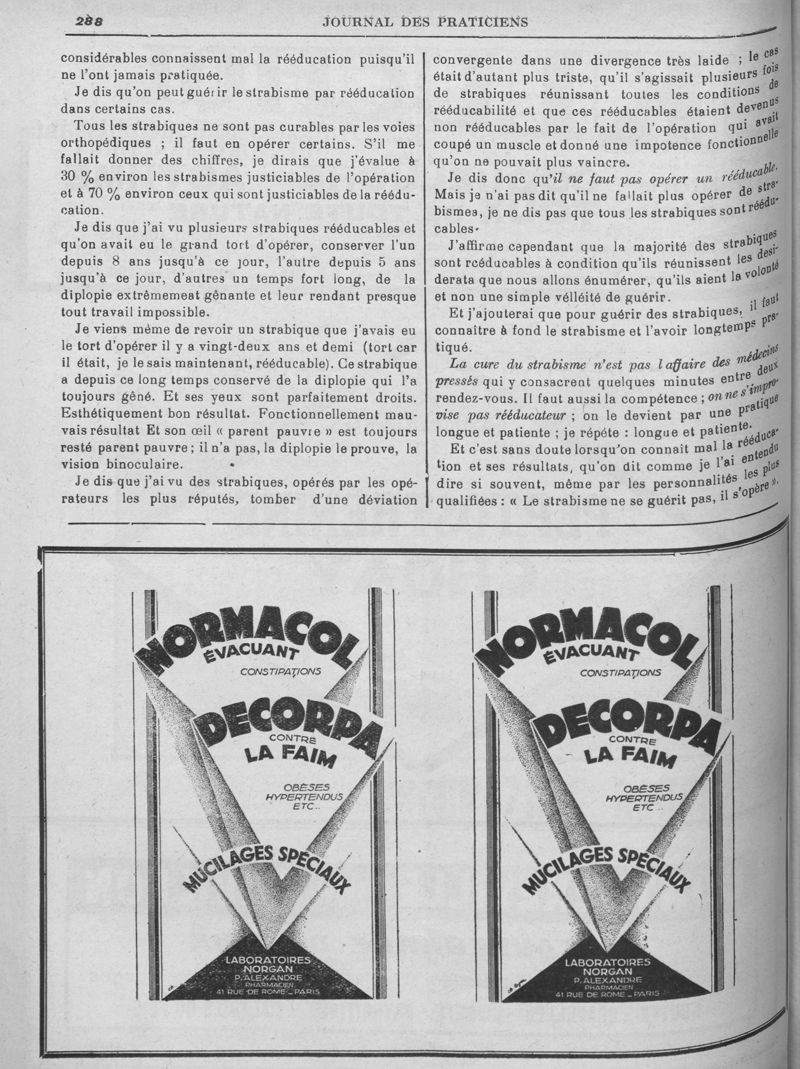 288
JOURNAL DES PRATICIENS
considérables connaissent mal la rééducation puisqu'il
ne l'ont jamais pratiquée.
Je dis qu'on peut guérir le strabisme par rééducation
dans certains cas.
Tous les strabiques ne sont pas curables par les voies
orthopédiques ; il faut en opérer certains. S'il me
fallait donner des chiffres, je dirais que j'évalue à
30 % environ les strabismes justiciables de l'opération
et à 70 % environ ceux qui sont justiciables de la réédu-
cation.
Je dis que j'ai vu plusieurs strabiques rééducables et
qu'on avait eu le grand tort d'opérer, conserver l'un
depuis 8 ans jusqu'à ce jour, l'autre depuis 5 ans
jusqu'à ce jour, d'autres un temps fort long, de la
diplopie extrêmemeat gênante et leur rendant presque
tout travail impossible.
Je viens même de revoir un strabique que j'avais eu
le tort d'opérer il y a vingt-deux ans et demi (tort car
il était, je le sais maintenant, rééducable). Ce strabique
a depuis ce long temps conservé de la diplopie qui l'a
toujours gêné. Et ses yeux sont parfaitement droits.
Esthétiquement bon résultat. Fonctionnellement mau-
vais résultat Et son œil « parent pauvre » est toujours
resté parent pauvre ; il n'a pas, la diplopie le prouve, la
vision binoculaire.
Je dis que j'ai vu des strabiques, opérés par les opé-
rateurs les plus réputés, tomber d'une déviation
convergente dans une divergence très laide ; le cas
était d'autant plus triste, qu'il s'agissait plusieurs fois
de strabiques réunissant toutes les conditions de
rééducabilité et que ces rééducables étaient devenus
non rééducables par le fait de l'opération qui avait
coupé un muscle et donné une impotence fonctionnelle
qu'on ne pouvait plus vaincre.
Je dis donc qu'il ne faut pas opérer un rééducable.
Mais je n'ai pas dit qu'il ne fallait plus opérer de stra-
bismes, je ne dis pas que tous les strabiques sont réédu-
cables.
J'affirme cependant que la majorité des strabiques
sont rcéducables à condition qu'ils réunissent les desi-
derata que nous allons énumérer, qu'ils aient la volonté
et non une simple vélléité de guérir.
Et j'ajouterai que pour guérir des strabiques, il faut
connaître à fond le strabisme et l'avoir longtemps pra-
tiqué.
La cure du strabisme n'est pas l affaire des médecins
pressés qui y consacrent quelques minutes entre deux
rendez-vous. Il faut aussi la compétence ; on ne s'impro-
vise pas rééducateur ; on le devient par une pratique
longue et patiente ; je répète : longue et patiente.
Et c'est sans doute lorsqu'on connait mal la rééduca-
tion et ses résultats, qu'on dit comme je l'ai entendu
dire si souvent, même par les personnalités les plus
qualifiées : « Le strabisme ne se guérit pas, il s'opère ».
NORMACOL
ÉVACUANT
CONSTIPATIONS
DECORPA
CONTRE
LA FAIM
OBÈSES
HYPERTENDUS
ETC...
MUCILAGES SPÉCIAUX
LABORATOIRES
NORGAN
P. ALEXANDRE
PHARMACIEN
41 RUE DE ROME _ PARIS
NORMACOL
ÉVACUANT
CONSTIPATIONS
DECORPA
CONTRE
LA FAIM
OBÈSES
HYPERTENDUS
ETC...
MUCILAGES SPÉCIAUX
LABORATOIRES
NORGAN
P. ALEXANDRE
PHARMACIEN
41 RUE DE ROME _ PARIS